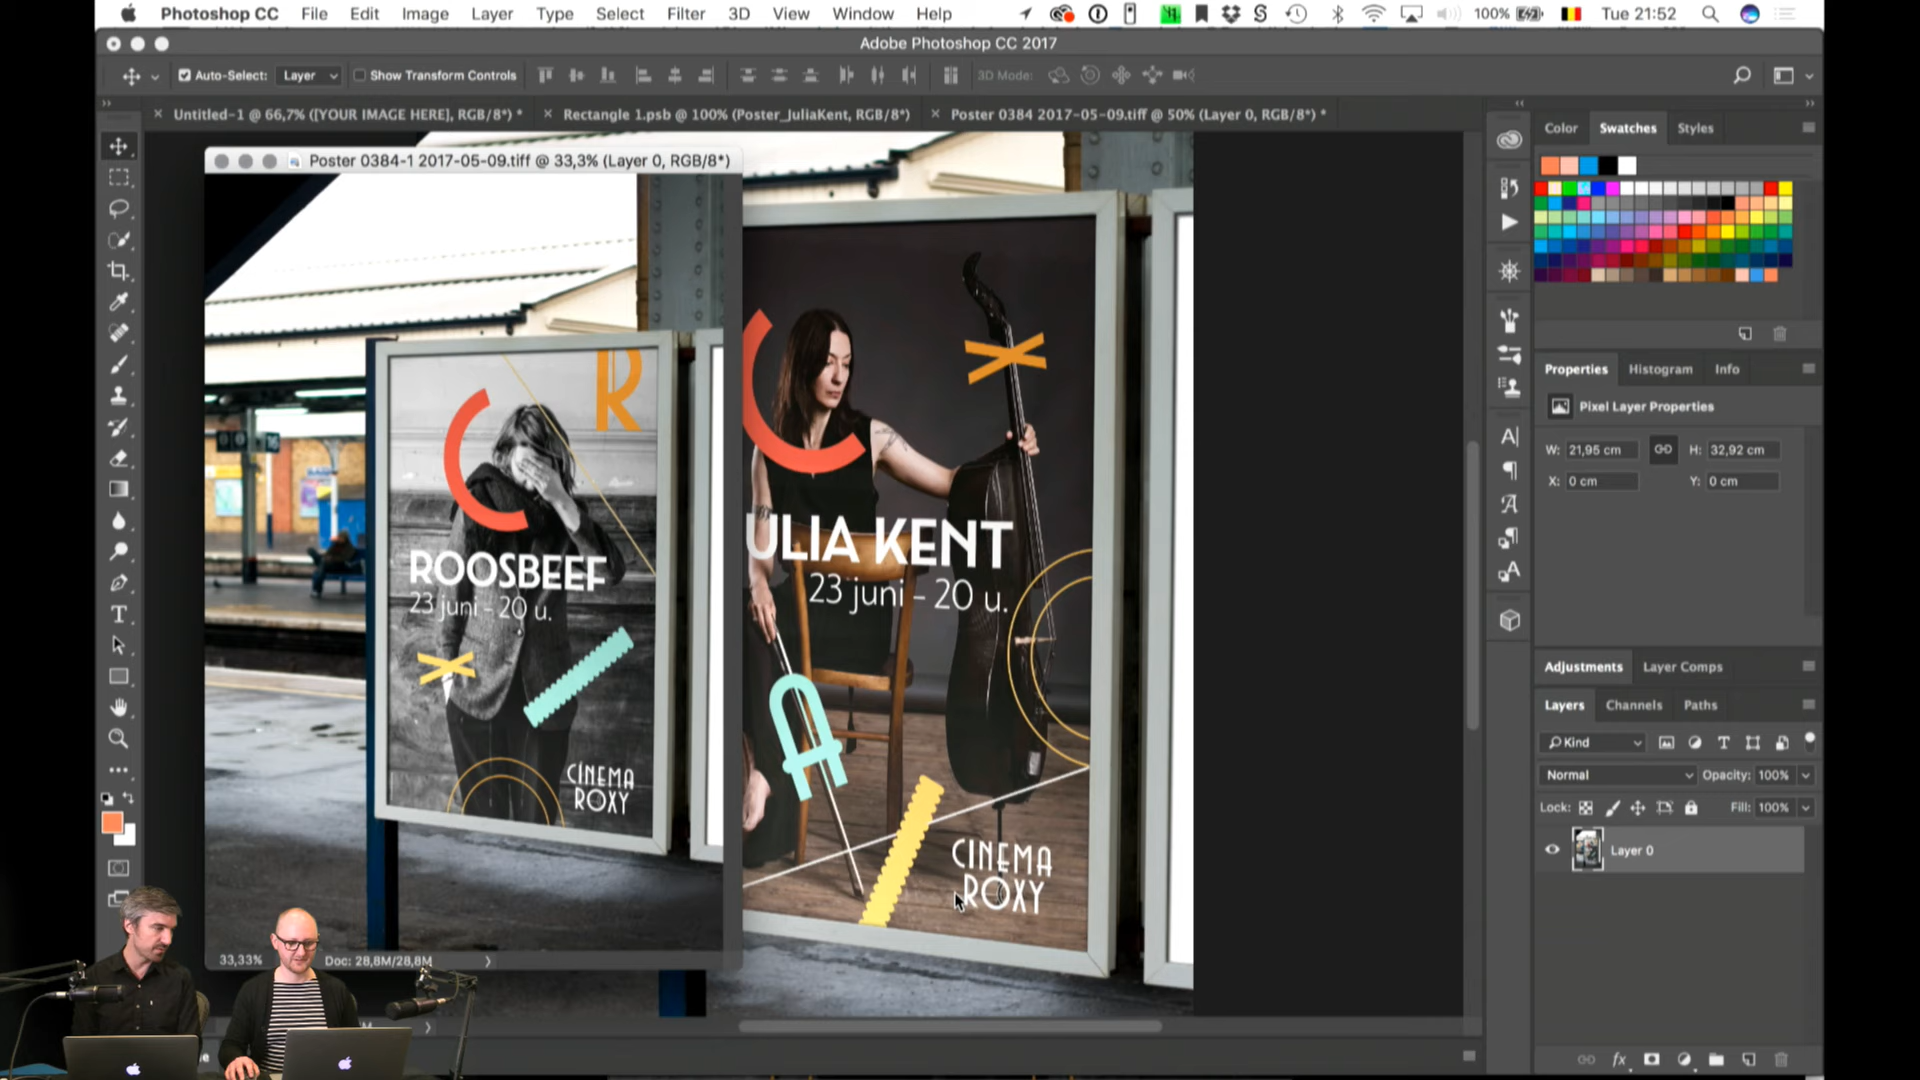 Photoshop CC File Edit Image Layer Type Select Filter 3D View Window Help 100% Tue 21:52
Adobe Photoshop CC 2017
Auto-Select: Layer Show Transform Controls 3D Mode:
Untitled-1 @ 66,7% ([YOUR IMAGE HERE], RGB/8*) * Rectangle 1.psb @ 100% (Poster_JuliaKent, RGB/8*) Poster 0384 2017-05-09.tiff @ 50% (Layer 0, RGB/8*) *
Poster 0384-1 2017-05-09.tiff @ 33,3% (Layer 0, RGB/8*)
R
ROOSBEEF
23 juni - 20 u.
CINEMA
ROXY
ULIA KENT
23 juni - 20 u.
A
CINEMA
ROXY
33,33% Doc: 28,8M/28,8M
Color Swatches Styles
Properties Histogram Info
Pixel Layer Properties
W: 21,95 cm H: 32,92 cm
X: 0 cm Y: 0 cm
Adjustments Layer Comps
Layers Channels Paths
Kind
Normal Opacity: 100%
Lock: Fill: 100%
Layer 0
fx